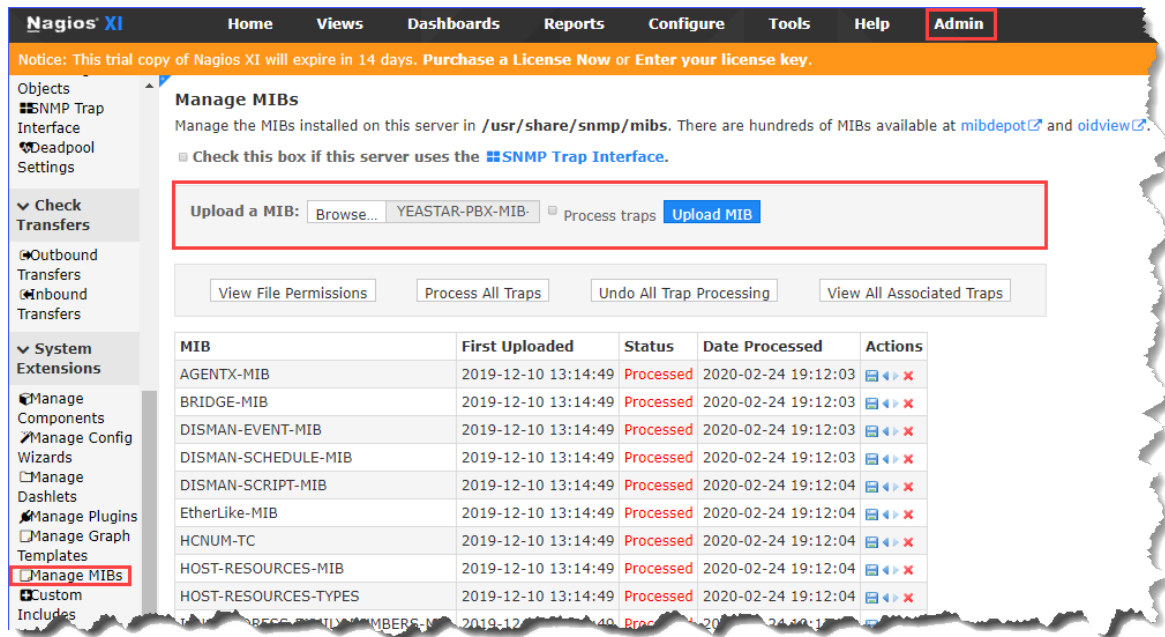 Nagios XI Home Views Dashboards Reports Configure Tools Help Admin
Notice: This trial copy of Nagios XI will expire in 14 days. Purchase a License Now or Enter your license key.
Objects
SNMP Trap
Interface
Deadpool
Settings
Check
Transfers
Outbound
Transfers
Inbound
Transfers
System
Extensions
Manage
Components
Manage Config
Wizards
Manage
Dashlets
Manage Plugins
Manage Graph
Templates
Manage MIBs
Custom
Includes
Manage MIBs
Manage the MIBs installed on this server in /usr/share/snmp/mibs. There are hundreds of MIBs available at mibdepot and oidview.
Check this box if this server uses the SNMP Trap Interface.
Upload a MIB: Browse... YEASTAR-PBX-MIB- Process traps Upload MIB
View File Permissions Process All Traps Undo All Trap Processing View All Associated Traps
MIB First Uploaded Status Date Processed Actions
AGENTX-MIB 2019-12-10 13:14:49 Processed 2020-02-24 19:12:03
BRIDGE-MIB 2019-12-10 13:14:49 Processed 2020-02-24 19:12:03
DISMAN-EVENT-MIB 2019-12-10 13:14:49 Processed 2020-02-24 19:12:03
DISMAN-SCHEDULE-MIB 2019-12-10 13:14:49 Processed 2020-02-24 19:12:03
DISMAN-SCRIPT-MIB 2019-12-10 13:14:49 Processed 2020-02-24 19:12:04
EtherLike-MIB 2019-12-10 13:14:49 Processed 2020-02-24 19:12:04
HCNUM-TC 2019-12-10 13:14:49 Processed 2020-02-24 19:12:04
HOST-RESOURCES-MIB 2019-12-10 13:14:49 Processed 2020-02-24 19:12:04
HOST-RESOURCES-TYPES 2019-12-10 13:14:49 Processed 2020-02-24 19:12:04